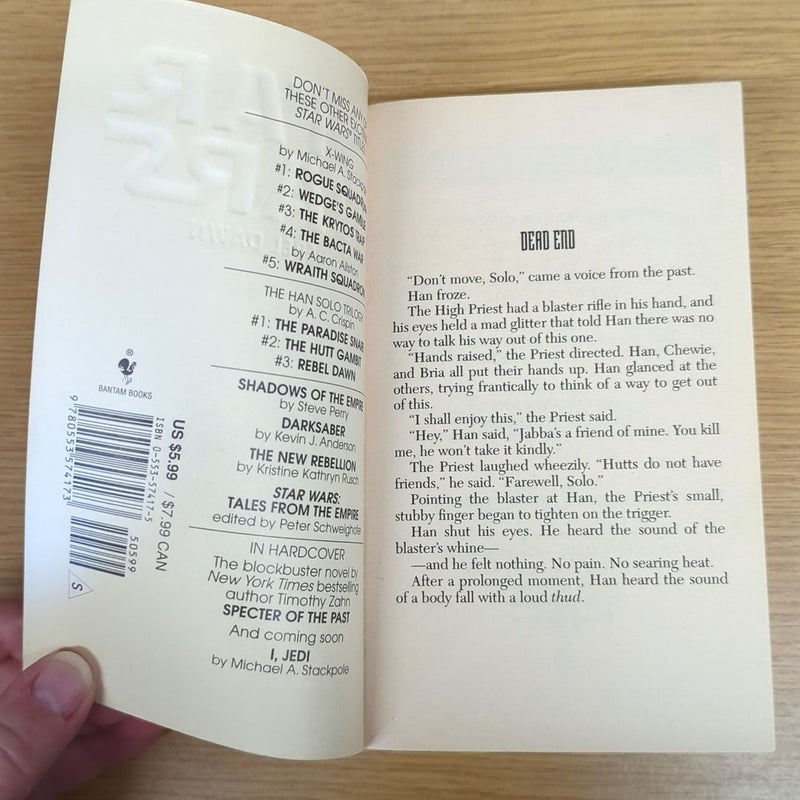 STAR
WARS
REBEL DAWN
DON'T MISS ANY
THESE OTHER
STAR WARS
X-WING
by Michael A. Stackpole
#1: ROGUE SQUADRON
#2: WEDGE'S GAMBLE
#3: THE KRYTOS TRAP
#4: THE BACTA WAR
by Aaron Allston
#5: WRAITH SQUADRON
THE HAN SOLO TRILOGY
by A. C. Crispin
#1: THE PARADISE SNARE
#2: THE HUTT GAMBIT
#3: REBEL DAWN
SHADOWS OF THE EMPIRE
by Steve Perry
DARKSABER
by Kevin J. Anderson
THE NEW REBELLION
by Kristine Kathryn Rusch
STAR WARS:
TALES FROM THE EMPIRE
edited by Peter Schweighofer
IN HARDCOVER
The blockbuster novel by
New York Times bestselling
author Timothy Zahn
SPECTER OF THE PAST
And coming soon
I, JEDI
by Michael A. Stackpole
BANTAM BOOKS
US $5.99 / $7.99 CAN
ISBN 0-553-57417-5
9 780553 574173
50599
S
DEAD END
“Don't move, Solo,” came a voice from the past.
Han froze.
The High Priest had a blaster rifle in his hand, and
his eyes held a mad glitter that told Han there was no
way to talk his way out of this one.
“Hands raised,” the Priest directed. Han, Chewie,
and Bria all put their hands up. Han glanced at the
others, trying frantically to think of a way to get out
of this.
“I shall enjoy this,” the Priest said.
“Hey,” Han said, “Jabba's a friend of mine. You kill
me, he won't take it kindly.”
The Priest laughed wheezily. “Hutts do not have
friends,” he said. “Farewell, Solo.”
Pointing the blaster at Han, the Priest's small,
stubby finger began to tighten on the trigger.
Han shut his eyes. He heard the sound of the
blaster's whine—
—and he felt nothing. No pain. No searing heat.
After a prolonged moment, Han heard the sound
of a body fall with a loud thud.